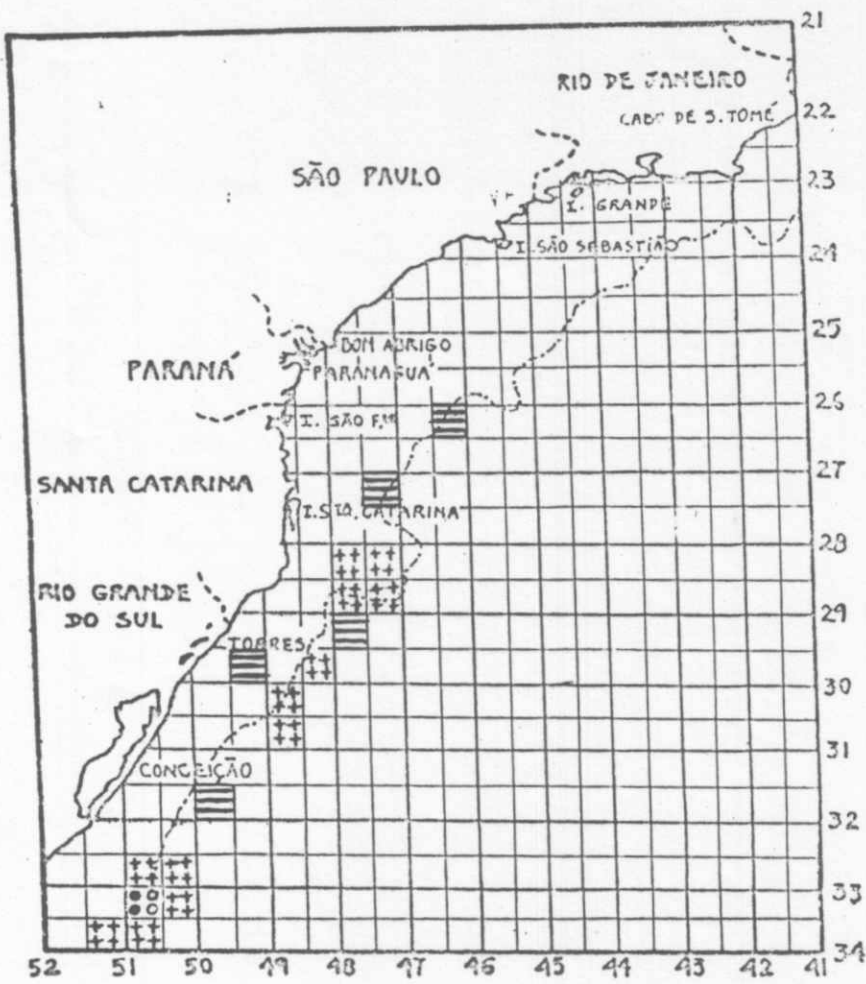 21
RIO DE JANEIRO
22
CABO DE S. TOMÉ
SÃO PAULO
23
I. GRANDE
I. SÃO SEBASTIÃO
24
25
BOM ABRIGO
PARANÁ
PARANAGUA
26
I. SÃO F.CO
27
SANTA CATARINA
I. STA. CATARINA
28
RIO GRANDE
DO SUL
29
TORRES
30
31
CONCEIÇÃO
32
33
34
52 51 50 49 48 47 46 45 44 43 42 41